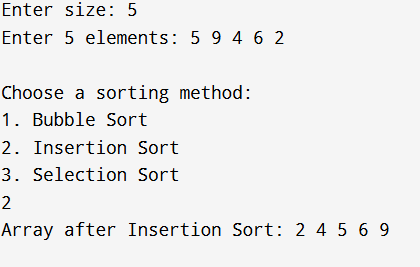 Enter size: 5
Enter 5 elements: 5 9 4 6 2
Choose a sorting method:
1. Bubble Sort
2. Insertion Sort
3. Selection Sort
2
Array after Insertion Sort: 2 4 5 6 9